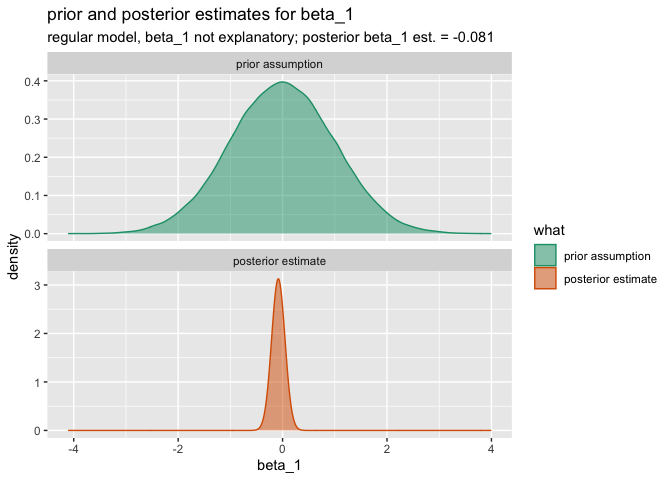 prior and posterior estimates for beta_1
regular model, beta_1 not explanatory; posterior beta_1 est. = -0.081
prior assumption
0.4
0.3
0.2
0.1
0.0
density
posterior estimate
3
2
1
0
-4
-2
0
2
4
beta_1
what
prior assumption
posterior estimate